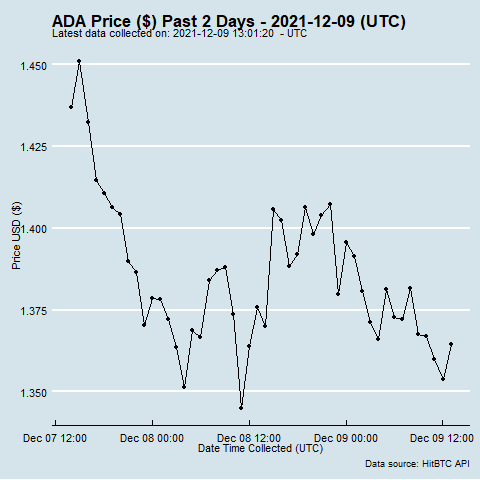 ADA Price ($) Past 2 Days - 2021-12-09 (UTC)
Latest data collected on: 2021-12-09 13:01:20 - UTC
1.450
1.425
1.400
1.375
1.350
Price USD ($)
Dec 07 12:00
Dec 08 00:00
Dec 08 12:00
Dec 09 00:00
Dec 09 12:00
Date Time Collected (UTC)
Data source: HitBTC API